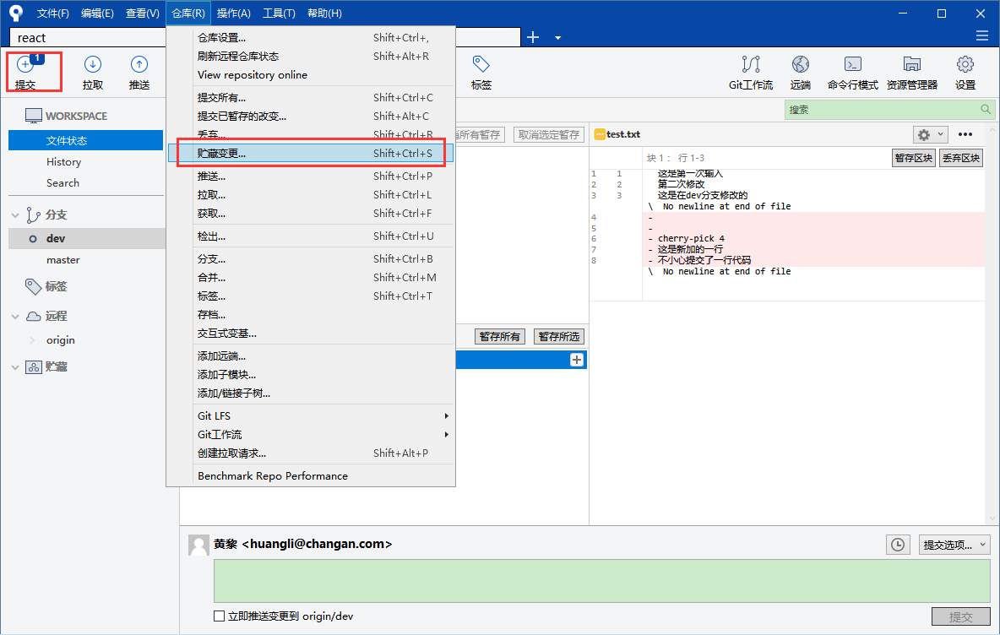 文件(F) 编辑(E) 查看(V) 仓库(R) 操作(A) 工具(T) 帮助(H)
react
1
提交 拉取 推送 标签 Git工作流 远端 命令行模式 资源管理器 设置
搜索
WORKSPACE
文件状态
History
Search
分支
dev
master
标签
远程
origin
贮藏
仓库设置... Shift+Ctrl+,
刷新远程仓库状态 Shift+Alt+R
View repository online
提交所有... Shift+Ctrl+C
提交已暂存的改变... Shift+Alt+C
丢弃... Shift+Ctrl+R
贮藏变更... Shift+Ctrl+S
推送... Shift+Ctrl+P
拉取... Shift+Ctrl+L
获取... Shift+Ctrl+F
检出... Shift+Ctrl+U
分支... Shift+Ctrl+B
合并... Shift+Ctrl+M
标签... Shift+Ctrl+T
存档...
交互式变基...
添加远端...
添加子模块...
添加/链接子树...
Git LFS
Git工作流
创建拉取请求... Shift+Alt+P
Benchmark Repo Performance
所有暂存 取消选定暂存
暂存所有 暂存所选
test.txt
块 1： 行 1-3 暂存区块 丢弃区块
1 1 这是第一次输入
2 2 第二次修改
3 3 这是在dev分支修改的
\ No newline at end of file
4 -
5 -
6 - cherry-pick 4
7 - 这是新加的一行
8 - 不小心提交了一行代码
\ No newline at end of file
黄黎 <huangli@changan.com>
提交选项...
立即推送变更到 origin/dev
提交